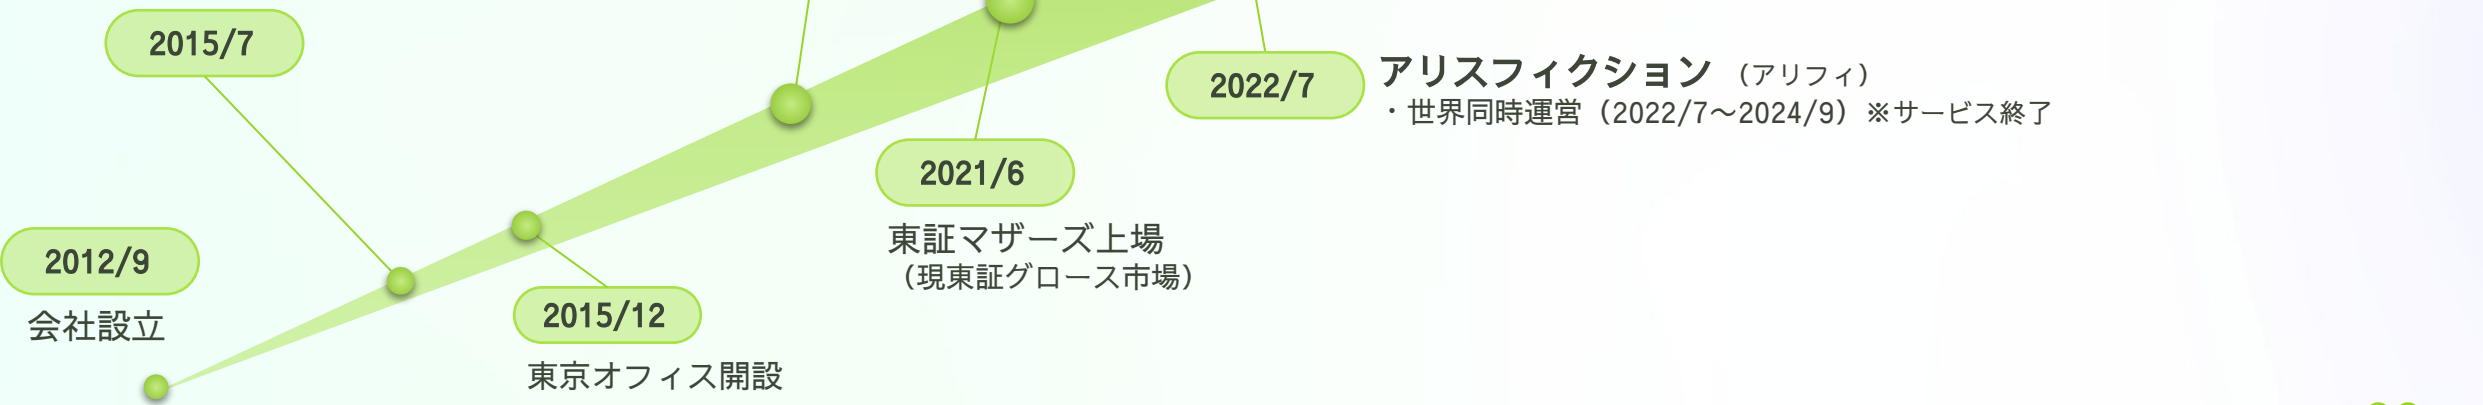 2015/7
2012/9
会社設立
2015/12
東京オフィス開設
2021/6
東証マザーズ上場
（現東証グロース市場）
2022/7
アリスフィクション （アリフィ）
・世界同時運営（2022/7～2024/9）※サービス終了